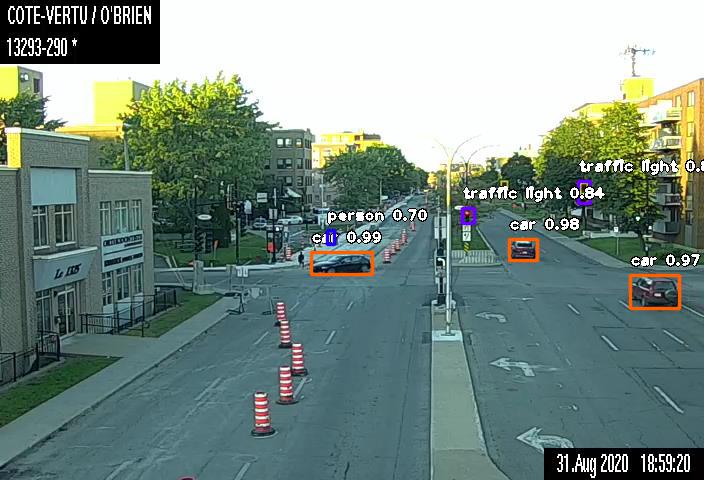 COTE-VERTU / O'BRIEN
13293-290 *
traffic light 0.8
traffic light 0.84
person 0.70
car 0.98
car 0.99
car 0.97
31.Aug 2020 18:59:20